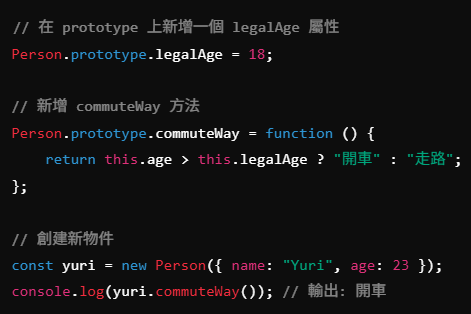 // 在 prototype 上新增一個 legalAge 屬性
Person.prototype.legalAge = 18;

// 新增 commuteWay 方法
Person.prototype.commuteWay = function () {
    return this.age > this.legalAge ? "開車" : "走路";
};

// 創建新物件
const yuri = new Person({ name: "Yuri", age: 23 });
console.log(yuri.commuteWay()); // 輸出: 開車